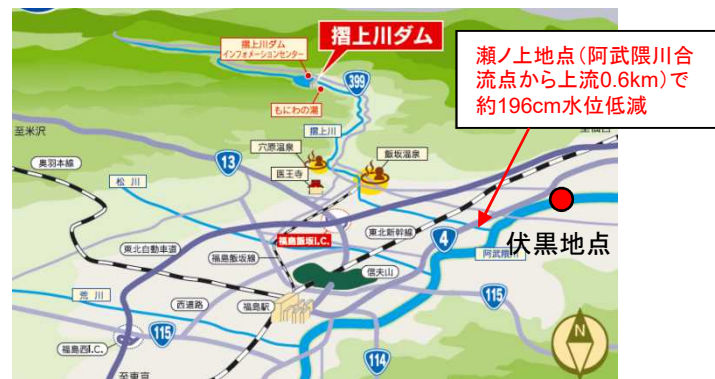 摺上川ダム
インフォメーションセンター
摺上川ダム
399
瀬ノ上地点(阿武隈川合
流点から上流0.6km)で
約196cm水位低減
もにわの湯
至米沢
摺上川
穴原温泉
飯坂温泉
奥羽本線
13
医王寺
松川
福島飯坂I.C.
東北新幹線
4
伏黒地点
東北自動車道
福島飯坂線
阿武隈川
信夫山
荒川
西道路
福島駅
115
115
福島西I.C.
114
N
至東京